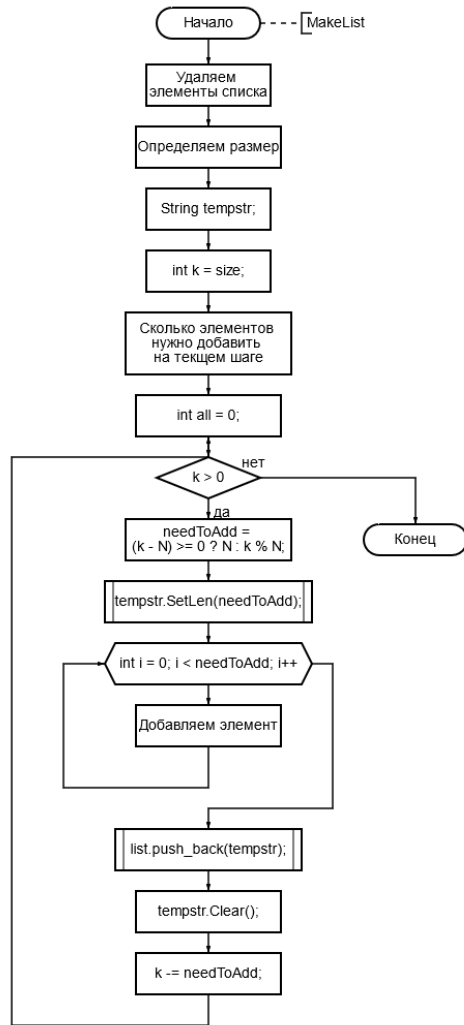 Начало
MakeList
Удаляем
элементы списка
Определяем размер
String tempstr;
int k = size;
Сколько элементов
нужно добавить
на текщем шаге
int all = 0;
k > 0
нет
да
Конец
needToAdd =
(k - N) >= 0 ? N : k % N;
tempstr.SetLen(needToAdd);
int i = 0; i < needToAdd; i++
Добавляем элемент
list.push_back(tempstr);
tempstr.Clear();
k -= needToAdd;